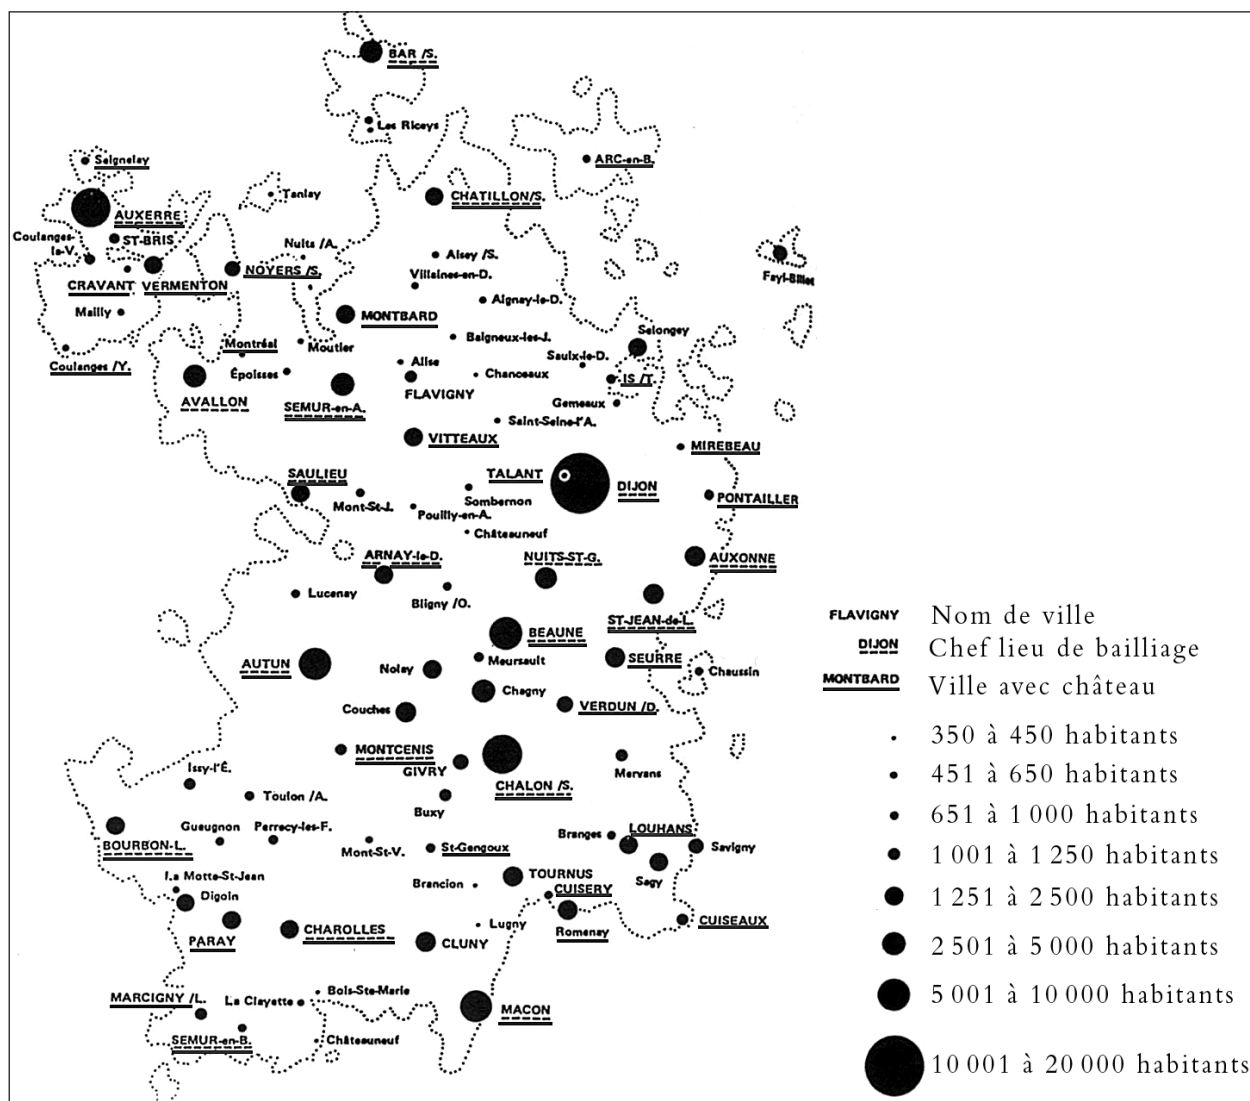 BAR /S.
Les Riceys
Seignelay
ARC-en-B.
Tanlay
CHATILLON/S.
AUXERRE
Coulanges-
la-V.
ST-BRIS
Nuits /A.
Aisey /S.
Fayl-Billot
NOYERS /S.
Villaines-en-D.
CRAVANT
VERMENTON
Aignay-le-D.
Mailly
MONTBARD
Selongey
Baigneux-les-J.
Montréal
Moutier
Saulx-le-D.
Coulanges /Y.
Alise
Époisses
Chanceaux
IS /T.
FLAVIGNY
AVALLON
SEMUR-en-A.
Gemeaux
Saint-Seine-l'A.
VITTEAUX
MIREBEAU
SAULIEU
TALANT
DIJON
Mont-St-J.
Sombernon
PONTAILLER
Pouilly-en-A.
Châteauneuf
ARNAY-le-D.
NUITS-ST-G.
AUXONNE
Lucenay
Bligny /O.
ST-JEAN-de-L.
BEAUNE
AUTUN
Nolay
Meursault
SEURRE
Chaussin
Chagny
Couches
VERDUN /D.
MONTCENIS
GIVRY
Issy-l'É.
CHALON /S.
Mervans
Toulon /A.
Buxy
Gueugnon
Perrecy-les-F.
Branges
LOUHANS
BOURBON-L.
Mont-St-V.
St-Gengoux
Savigny
La Motte-St-Jean
TOURNUS
Sagy
Digoin
Brancion
CUISERY
PARAY
CHAROLLES
Lugny
CUISEAUX
CLUNY
Romenay
Bois-Ste-Marie
MARCIGNY /L.
La Clayette
MACON
SEMUR-en-B.
Châteauneuf
FLAVIGNY Nom de ville
DIJON Chef lieu de bailliage
MONTBARD Ville avec château
350 à 450 habitants
451 à 650 habitants
651 à 1 000 habitants
1 001 à 1 250 habitants
1 251 à 2 500 habitants
2 501 à 5 000 habitants
5 001 à 10 000 habitants
10 001 à 20 000 habitants